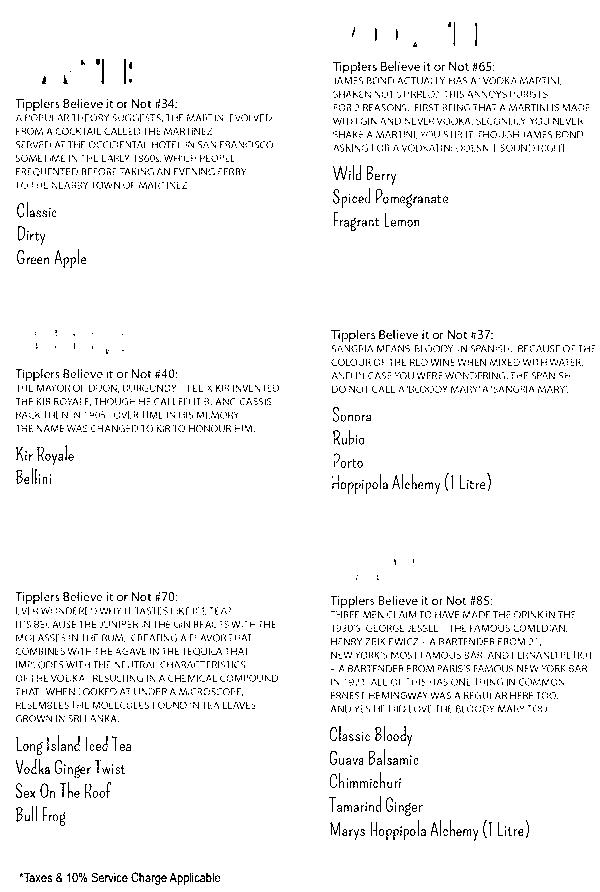 Tipplers Believe it or Not #34:
A POPULAR THEORY SUGGESTS, THE MARTINI EVOLVED
FROM A COCKTAIL CALLED THE MARTINEZ
SERVED AT THE OCCIDENTAL HOTEL IN SAN FRANCISCO
SOMETIME IN THE EARLY 1860s, WHICH PEOPLE
FREQUENTED BEFORE TAKING AN EVENING FERRY
TO THE NEARBY TOWN OF MARTINEZ
Classic
Dirty
Green Apple
Tipplers Believe it or Not #65:
JAMES BOND ACTUALLY HAS A VODKA MARTINI,
SHAKEN NOT STIRRED. THIS ANNOYS PURISTS
FOR 2 REASONS. FIRST BEING THAT A MARTINI IS MADE
WITH GIN AND NEVER VODKA. SECONDLY, YOU NEVER
SHAKE A MARTINI, YOU STIR IT. THOUGH JAMES BOND
ASKING FOR A VODKATINI DOESN'T SOUND RIGHT.
Wild Berry
Spiced Pomegranate
Fragrant Lemon
Tipplers Believe it or Not #40:
THE MAYOR OF DIJON, BURGUNDY - FELIX KIR INVENTED
THE KIR ROYALE, THOUGH HE CALLED IT BLANC CASSIS
BACK THEN IN 1905. OVER TIME IN HIS MEMORY
THE NAME WAS CHANGED TO KIR TO HONOUR HIM.
Kir Royale
Bellini
Tipplers Believe it or Not #37:
SANGRIA MEANS BLOODY IN SPANISH. BECAUSE OF THE
COLOUR OF THE RED WINE WHEN MIXED WITH WATER.
AND IN CASE YOU WERE WONDERING, THE SPANISH
DO NOT CALL A 'BLOODY MARY' A 'SANGRIA MARY'.
Sonora
Rubio
Porto
Hoppipola Alchemy (1 Litre)
Tipplers Believe it or Not #70:
EVER WONDERED WHY IT TASTES LIKE ICE TEA?
IT'S BECAUSE THE JUNIPER IN THE GIN REACTS WITH THE
MOLASSES IN THE RUM, CREATING A FLAVOR THAT
COMBINES WITH THE AGAVE IN THE TEQUILA THAT
IMPLODES WITH THE NEUTRAL CHARACTERISTICS
OF THE VODKA, RESULTING IN A CHEMICAL COMPOUND
THAT, WHEN LOOKED AT UNDER A MICROSCOPE,
RESEMBLES THE MOLECULES FOUND IN TEA LEAVES
GROWN IN SRI LANKA.
Long Island Iced Tea
Vodka Ginger Twist
Sex On The Roof
Bull Frog
Tipplers Believe it or Not #85:
THREE MEN CLAIM TO HAVE MADE THE DRINK IN THE
1930'S. GEORGE JESSEL - THE FAMOUS COMEDIAN,
HENRY ZBIKIEWICZ - A BARTENDER FROM 21,
NEW YORK'S MOST FAMOUS BAR, AND FERNAND PETIOT
- A BARTENDER FROM PARIS'S FAMOUS NEW YORK BAR
IN 1921. ALL OF THIS HAS ONE THING IN COMMON
ERNEST HEMINGWAY WAS A REGULAR HERE TOO.
AND YES HE DID LOVE THE BLOODY MARY TOO
Classic Bloody
Guava Balsamic
Chimmichuri
Tamarind Ginger
Marys Hoppipola Alchemy (1 Litre)
*Taxes & 10% Service Charge Applicable